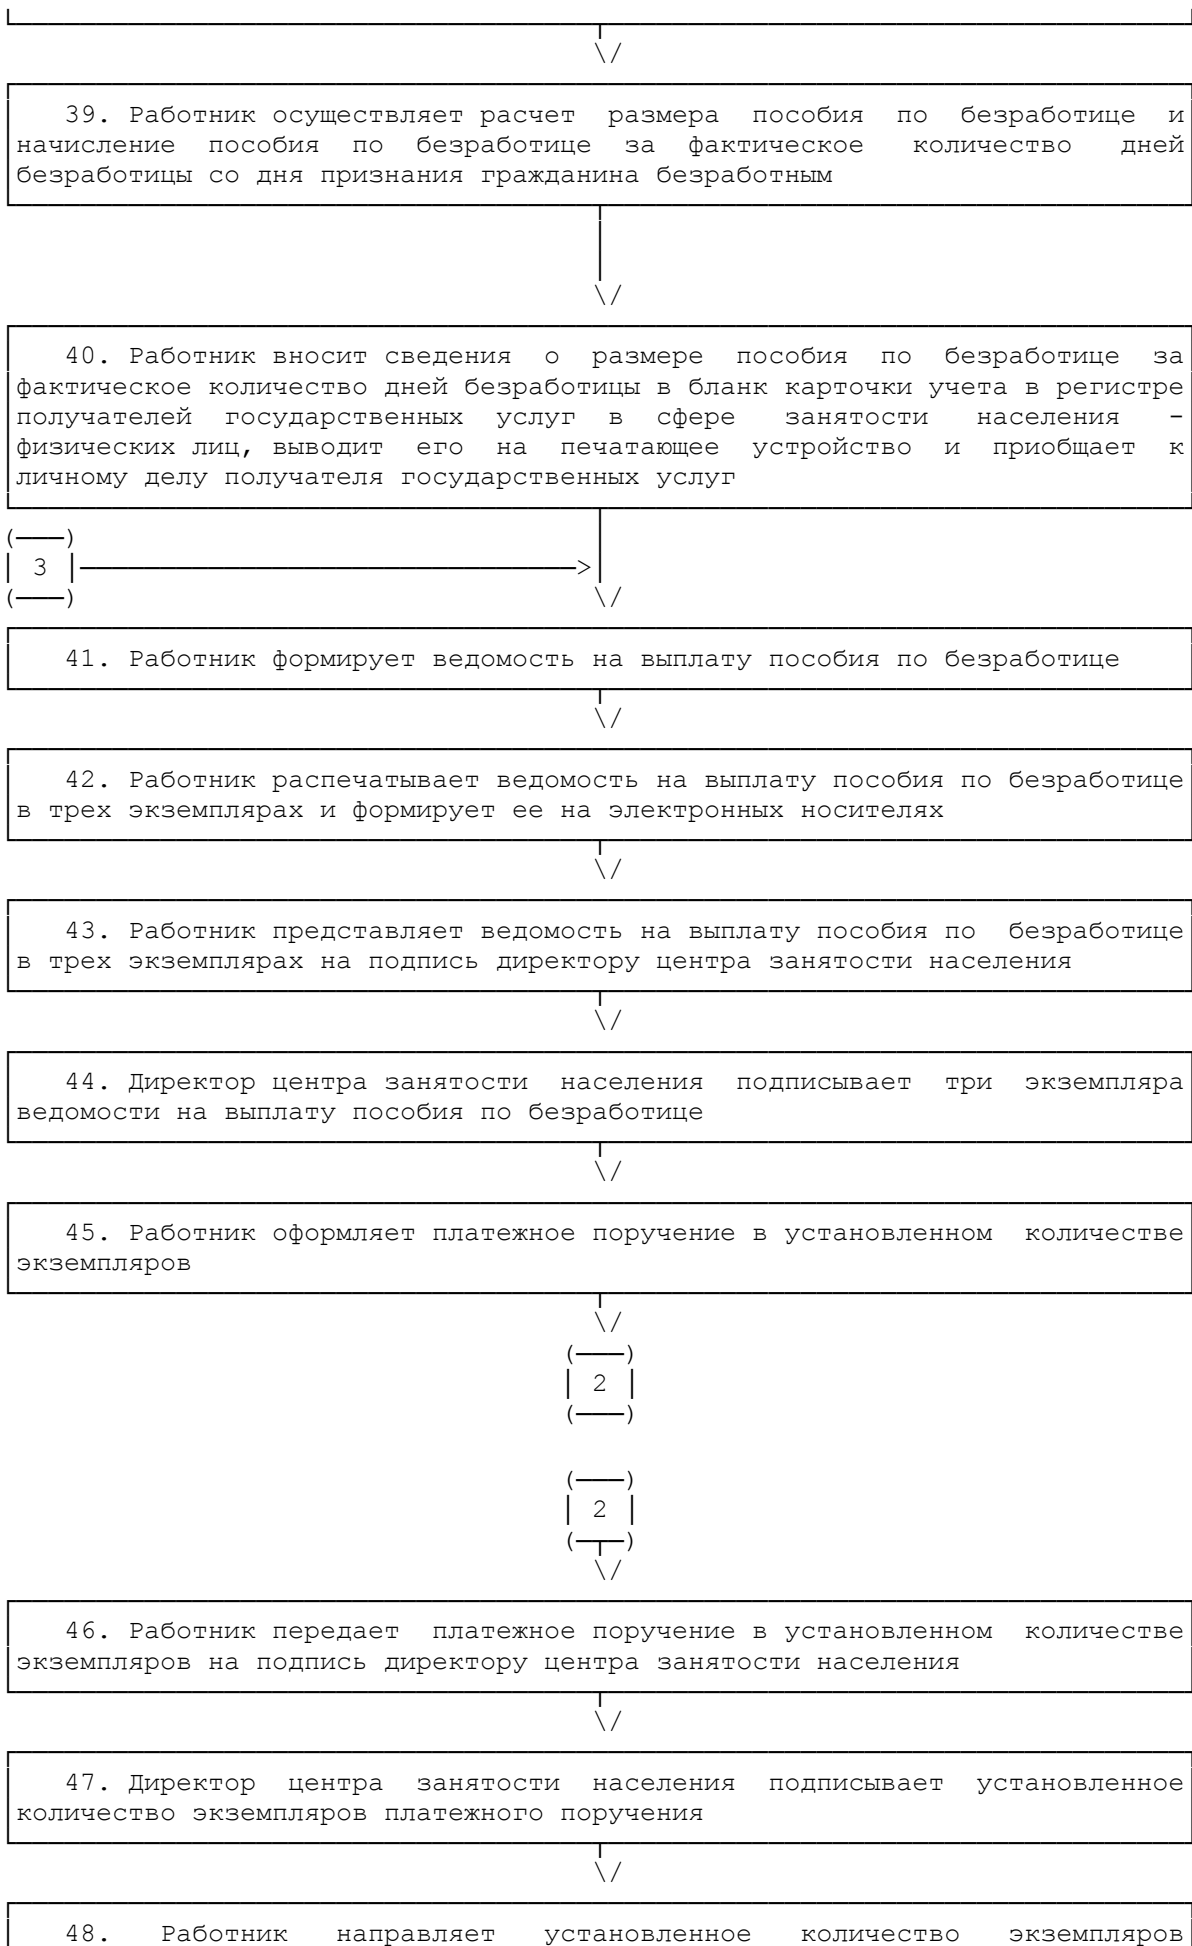 39. Работник осуществляет расчет размера пособия по безработице и
начисление пособия по безработице за фактическое количество дней
безработицы со дня признания гражданина безработным
40. Работник вносит сведения о размере пособия по безработице за
фактическое количество дней безработицы в бланк карточки учета в регистре
получателей государственных услуг в сфере занятости населения -
физических лиц, выводит его на печатающее устройство и приобщает к
личному делу получателя государственных услуг
3
41. Работник формирует ведомость на выплату пособия по безработице
42. Работник распечатывает ведомость на выплату пособия по безработице
в трех экземплярах и формирует ее на электронных носителях
43. Работник представляет ведомость на выплату пособия по безработице
в трех экземплярах на подпись директору центра занятости населения
44. Директор центра занятости населения подписывает три экземпляра
ведомости на выплату пособия по безработице
45. Работник оформляет платежное поручение в установленном количестве
экземпляров
2
2
46. Работник передает платежное поручение в установленном количестве
экземпляров на подпись директору центра занятости населения
47. Директор центра занятости населения подписывает установленное
количество экземпляров платежного поручения
48. Работник направляет установленное количество экземпляров